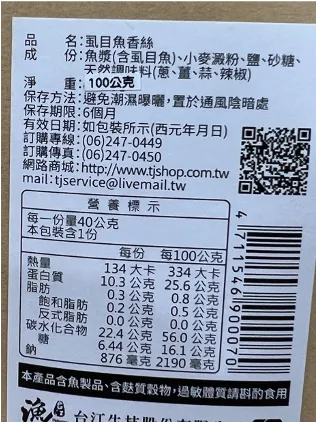 品　　名:虱目魚香絲
成　　份:魚漿(含虱目魚)、小麥澱粉、鹽、砂糖、
天然調味料(蔥、薑、蒜、辣椒)
淨　　重:100公克
保存方法:避免潮濕曝曬，置於通風陰暗處
保存期限:6個月
有效日期:如包裝所示(西元年月日)
訂購專線:(06)247-0449
訂購傳真:(06)247-0450
網路商城:http://www.tjshop.com.tw
mail:tjservice@livemail.tw
營養標示
每一份量40公克
本包裝含1份
每份 每100公克
熱量 134 大卡 334 大卡
蛋白質 10.3 公克 25.6 公克
脂肪 0.3 公克 0.8 公克
飽和脂肪 0.2 公克 0.5 公克
反式脂肪 0.0 公克 0.0 公克
碳水化合物 22.4 公克 56.0 公克
糖 6.44 公克 16.1 公克
鈉 876 毫克 2190 毫克
4711546900070
本產品含魚製品、含麩質穀物，過敏體質請斟酌食用
台江生技股份有限公司